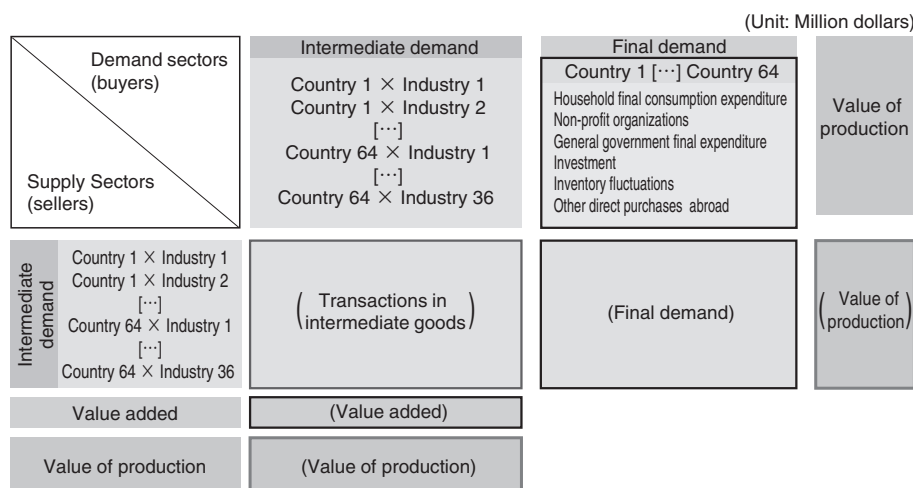 (Unit: Million dollars)
Demand sectors
(buyers)
Supply Sectors
(sellers)
Intermediate demand
Country 1 × Industry 1
Country 1 × Industry 2
[···]
Country 64 × Industry 1
[···]
Country 64 × Industry 36
Final demand
Country 1 [···] Country 64
Household final consumption expenditure
Non-profit organizations
General government final expenditure
Investment
Inventory fluctuations
Other direct purchases abroad
Value of
production
Intermediate
demand
Country 1 × Industry 1
Country 1 × Industry 2
[···]
Country 64 × Industry 1
[···]
Country 64 × Industry 36
(Transactions in
intermediate goods)
(Final demand)
(Value of
production)
Value added
(Value added)
Value of production
(Value of production)